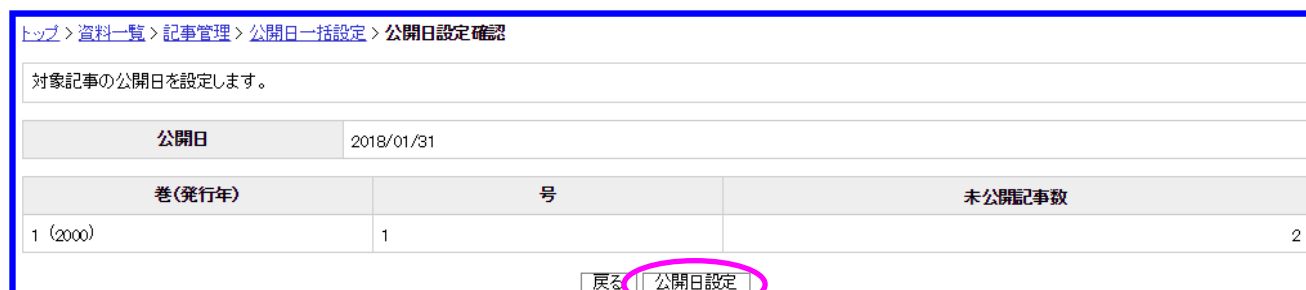 トップ > 資料一覧 > 記事管理 > 公開日一括設定 > 公開日設定確認
対象記事の公開日を設定します。
公開日 2018/01/31
巻(発行年) 号 未公開記事数
1 (2000) 1 2
戻る 公開日設定